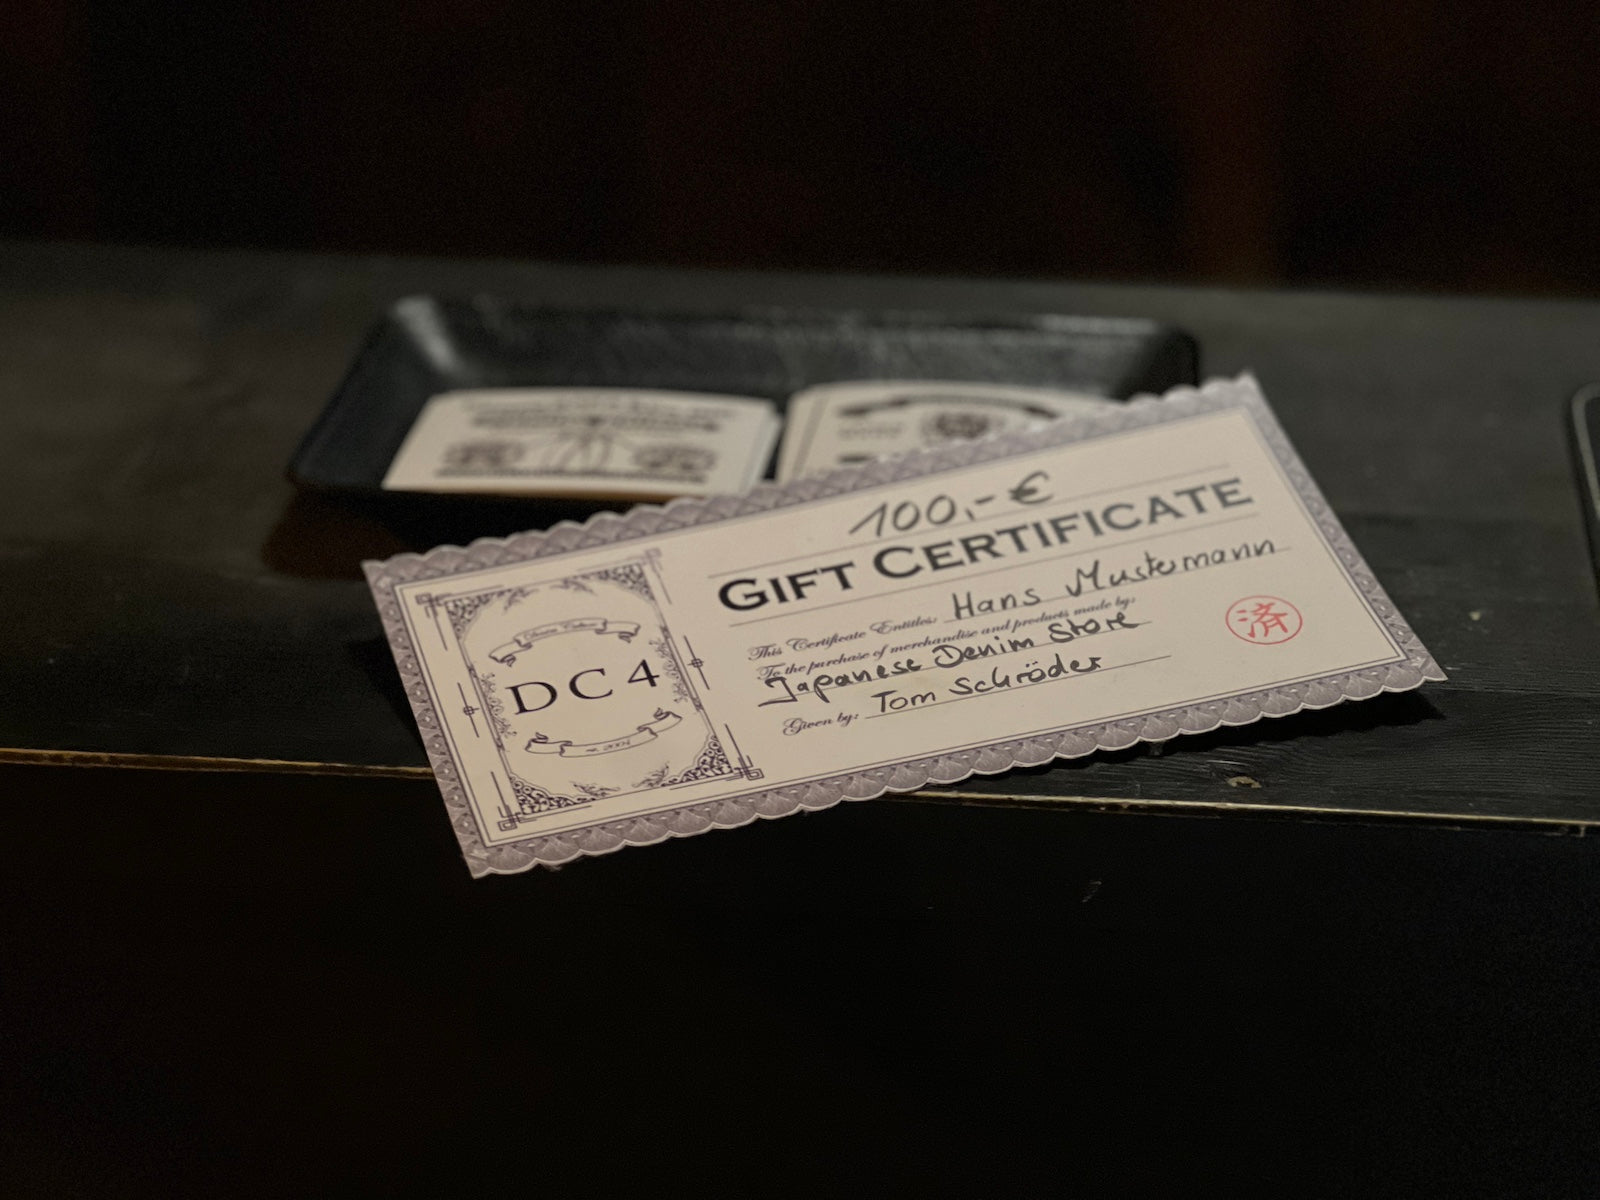 100,- €
GIFT CERTIFICATE
This Certificate Entitles: Hans Mustermann
To the purchase of merchandise and products made by:
Japanese Denim Store
Given by: Tom Schröder
済
DC4